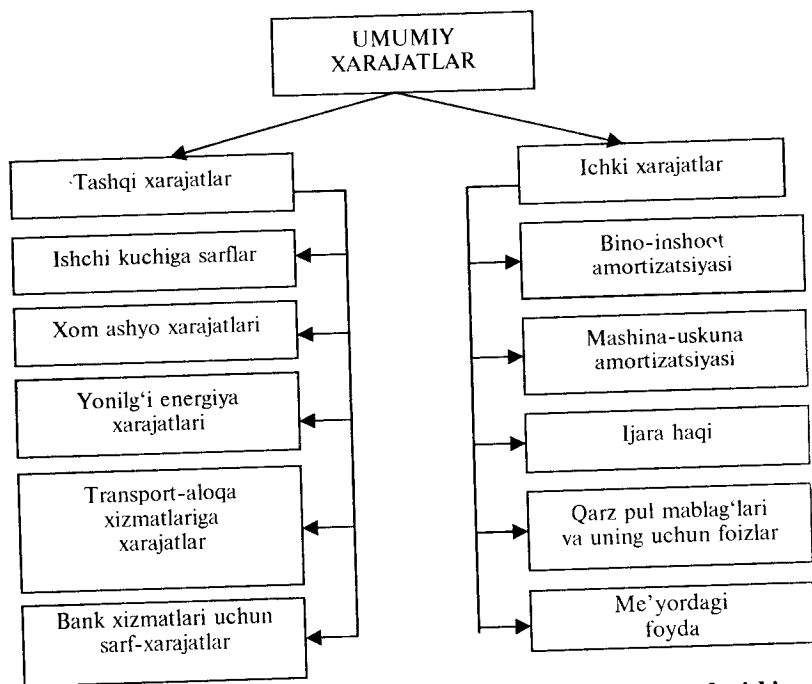 UMUMIY
XARAJATLAR
Tashqi xarajatlar
Ishchi kuchiga sarflar
Xom ashyo xarajatlari
Yonilg‘i energiya
xarajatlari
Transport-aloqa
xizmatlariga
xarajatlar
Bank xizmatlari uchun
sarf-xarajatlar
Ichki xarajatlar
Bino-inshoot
amortizatsiyasi
Mashina-uskuna
amortizatsiyasi
Ijara haqi
Qarz pul mablag‘lari
va uning uchun foizlar
Me’yordagi
foyda